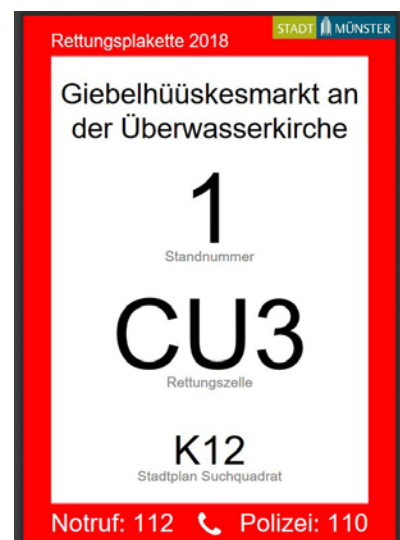 Rettungsplakette 2018
STADT MÜNSTER
Giebelhüüskesmarkt an
der Überwasserkirche
1
Standnummer
CU3
Rettungszelle
K12
Stadtplan Suchquadrat
Notruf: 112 Polizei: 110